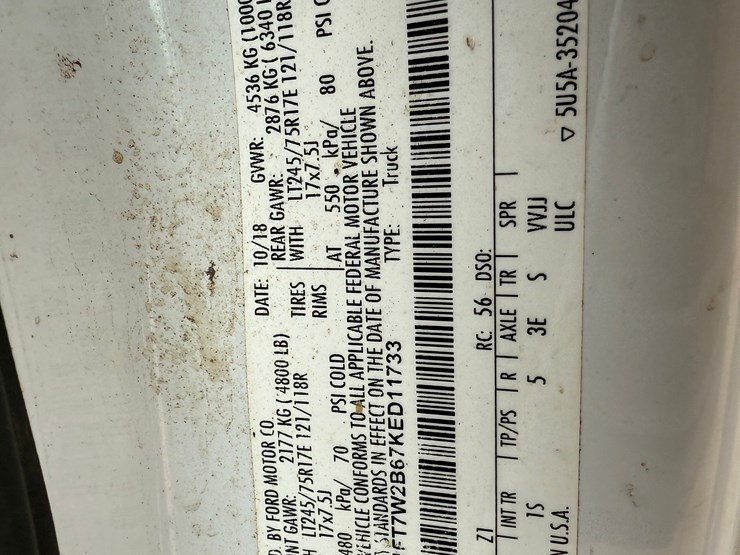 D. BY FORD MOTOR CO. DATE: 10/18 GVWR: 4536 KG (1000
NT GAWR: 2177 KG ( 4800 LB) REAR GAWR: 2876 KG ( 6340
H LT245/75R17E 121/118R TIRES WITH LT245/75R17E 121/118R
17x7.5J RIMS 17x7.5J
480 kPa/ 70 PSI COLD AT 550 kPa/ 80 PSI C
VEHICLE CONFORMS TO ALL APPLICABLE FEDERAL MOTOR VEHICLE
STANDARDS IN EFFECT ON THE DATE OF MANUFACTURE SHOWN ABOVE.
FT7W2B67KED11733 TYPE: Truck
Z1 RC: 56 DSO:
INT TR TP/PS R AXLE TR SPR
1S 5 3E S VVJJ
N U.S.A. ULC ▽ 5U5A-35204